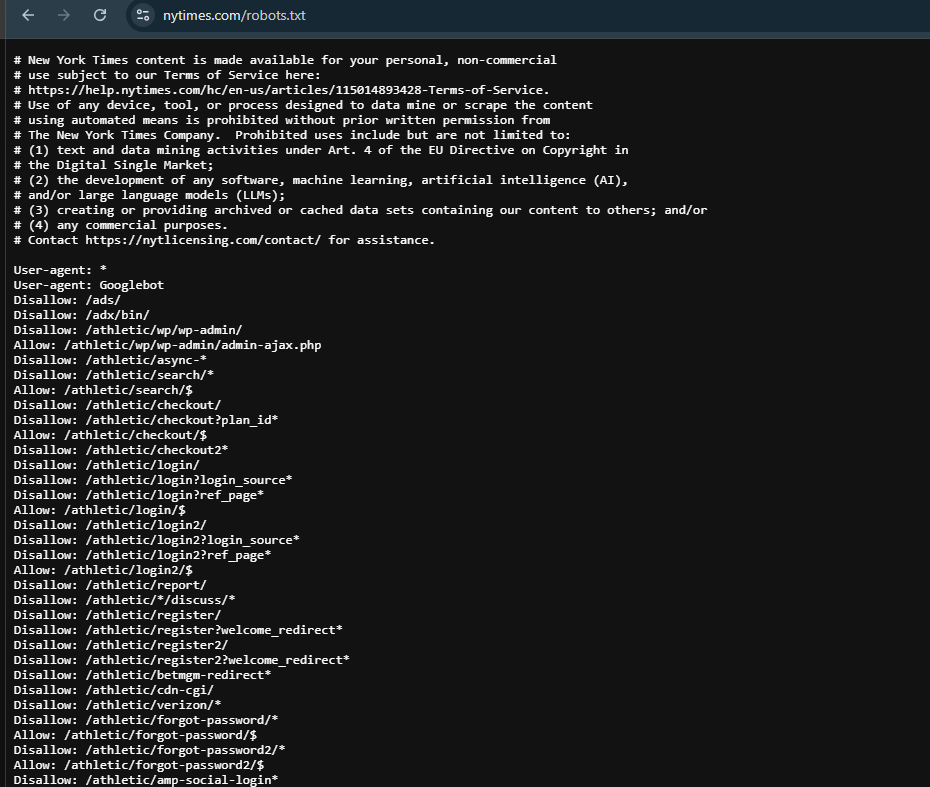 nytimes.com/robots.txt
# New York Times content is made available for your personal, non-commercial
# use subject to our Terms of Service here:
# https://help.nytimes.com/hc/en-us/articles/115014893428-Terms-of-Service.
# Use of any device, tool, or process designed to data mine or scrape the content
# using automated means is prohibited without prior written permission from
# The New York Times Company.  Prohibited uses include but are not limited to:
# (1) text and data mining activities under Art. 4 of the EU Directive on Copyright in
# the Digital Single Market;
# (2) the development of any software, machine learning, artificial intelligence (AI),
# and/or large language models (LLMs);
# (3) creating or providing archived or cached data sets containing our content to others; and/or
# (4) any commercial purposes.
# Contact https://nytlicensing.com/contact/ for assistance.
User-agent: *
User-agent: Googlebot
Disallow: /ads/
Disallow: /adx/bin/
Disallow: /athletic/wp/wp-admin/
Allow: /athletic/wp/wp-admin/admin-ajax.php
Disallow: /athletic/async-*
Disallow: /athletic/search/*
Allow: /athletic/search/$
Disallow: /athletic/checkout/
Disallow: /athletic/checkout?plan_id*
Allow: /athletic/checkout/$
Disallow: /athletic/checkout2*
Disallow: /athletic/login/
Disallow: /athletic/login?login_source*
Disallow: /athletic/login?ref_page*
Allow: /athletic/login/$
Disallow: /athletic/login2/
Disallow: /athletic/login2?login_source*
Disallow: /athletic/login2?ref_page*
Allow: /athletic/login2/$
Disallow: /athletic/report/
Disallow: /athletic/*/discuss/*
Disallow: /athletic/register/
Disallow: /athletic/register?welcome_redirect*
Disallow: /athletic/register2/
Disallow: /athletic/register2?welcome_redirect*
Disallow: /athletic/betmgm-redirect*
Disallow: /athletic/cdn-cgi/
Disallow: /athletic/verizon/*
Disallow: /athletic/forgot-password/*
Allow: /athletic/forgot-password/$
Disallow: /athletic/forgot-password2/*
Allow: /athletic/forgot-password2/$
Disallow: /athletic/amp-social-login*